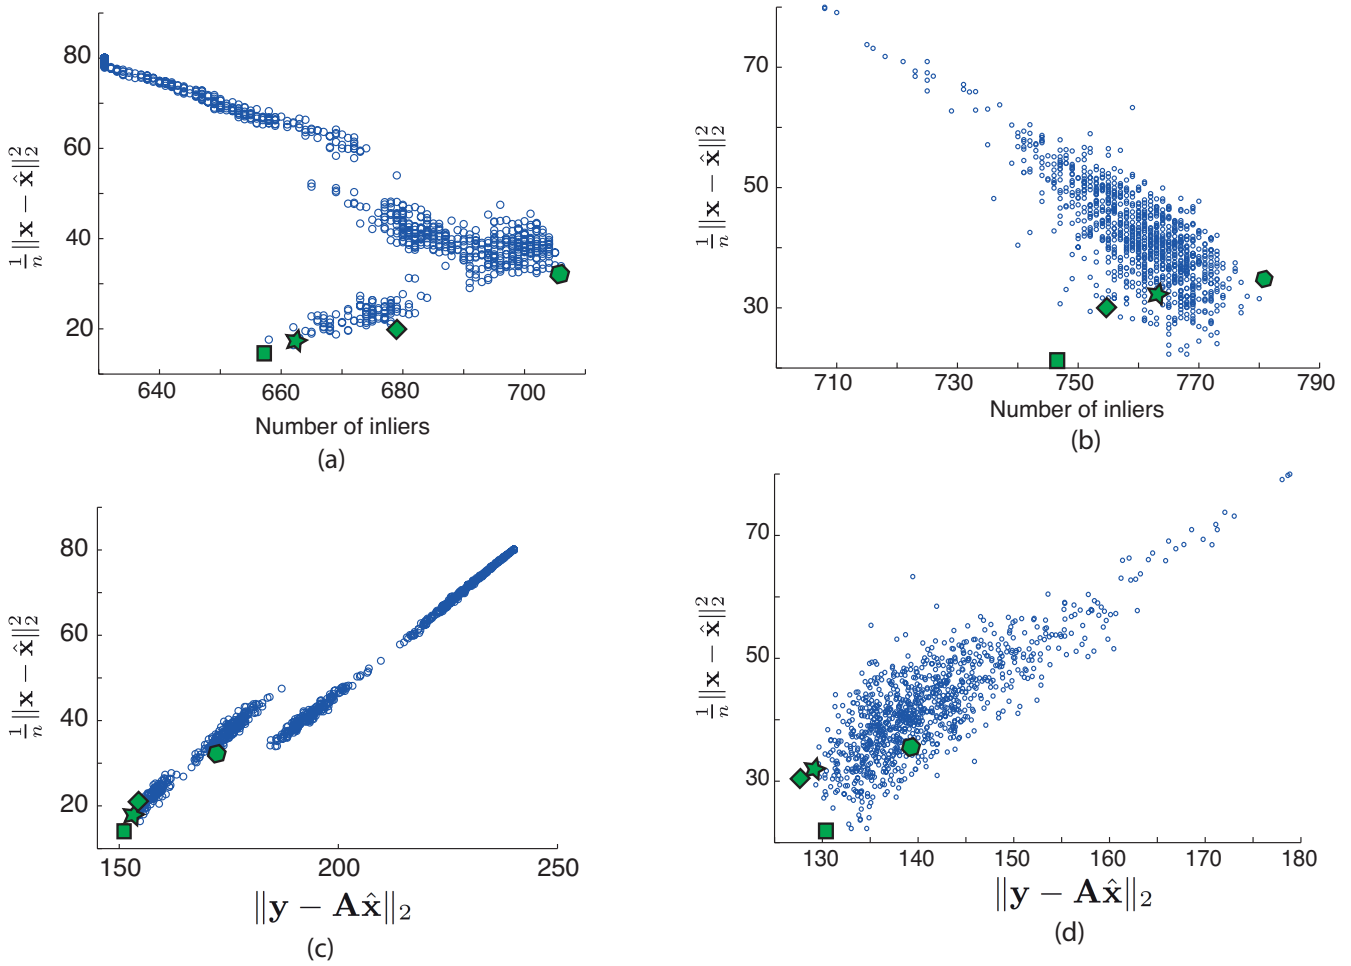 80
60
40
20
640
660
680
700
1/n ||x − x̂||₂²
Number of inliers
(a)
70
50
30
710
730
750
770
790
1/n ||x − x̂||₂²
Number of inliers
(b)
80
60
40
20
150
200
250
1/n ||x − x̂||₂²
||y − Ax̂||₂
(c)
70
50
30
130
140
150
160
170
180
1/n ||x − x̂||₂²
||y − Ax̂||₂
(d)